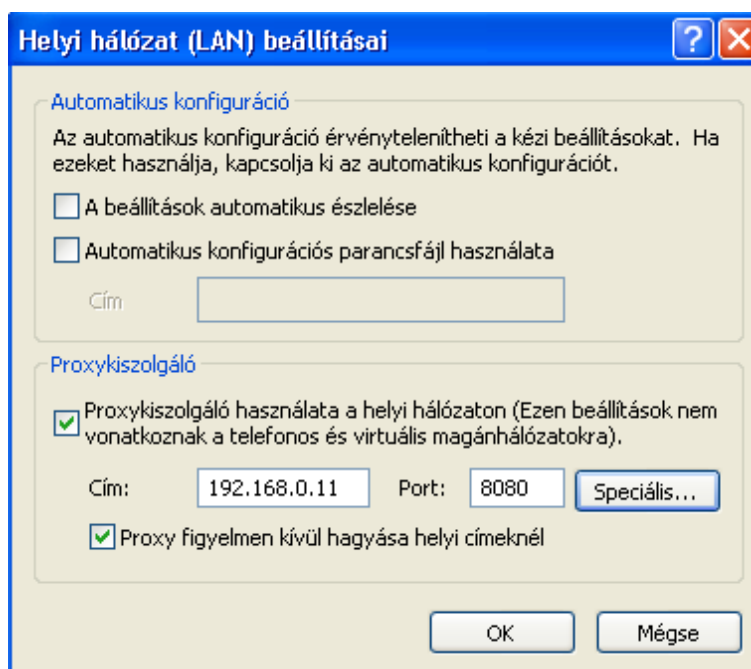 Helyi hálózat (LAN) beállításai
Automatikus konfiguráció
Az automatikus konfiguráció érvénytelenítheti a kézi beállításokat. Ha
ezeket használja, kapcsolja ki az automatikus konfigurációt.
A beállítások automatikus észlelése
Automatikus konfigurációs parancsfájl használata
Cím
Proxykiszolgáló
Proxykiszolgáló használata a helyi hálózaton (Ezen beállítások nem
vonatkoznak a telefonos és virtuális magánhálózatokra).
Cím: 192.168.0.11 Port: 8080 Speciális...
Proxy figyelmen kívül hagyása helyi címeknél
OK Mégse